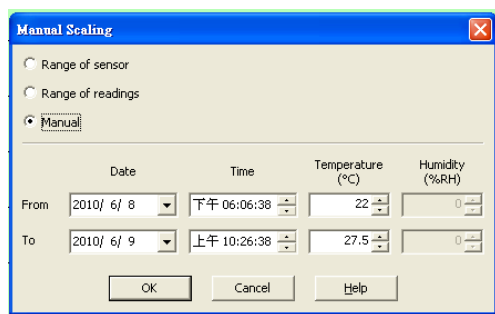 Manual Scaling
Range of sensor
Range of readings
Manual
Date Time Temperature (°C) Humidity (%RH)
From 2010/ 6/ 8 下午 06:06:38 22 0
To 2010/ 6/ 9 上午 10:26:38 27.5 0
OK Cancel Help